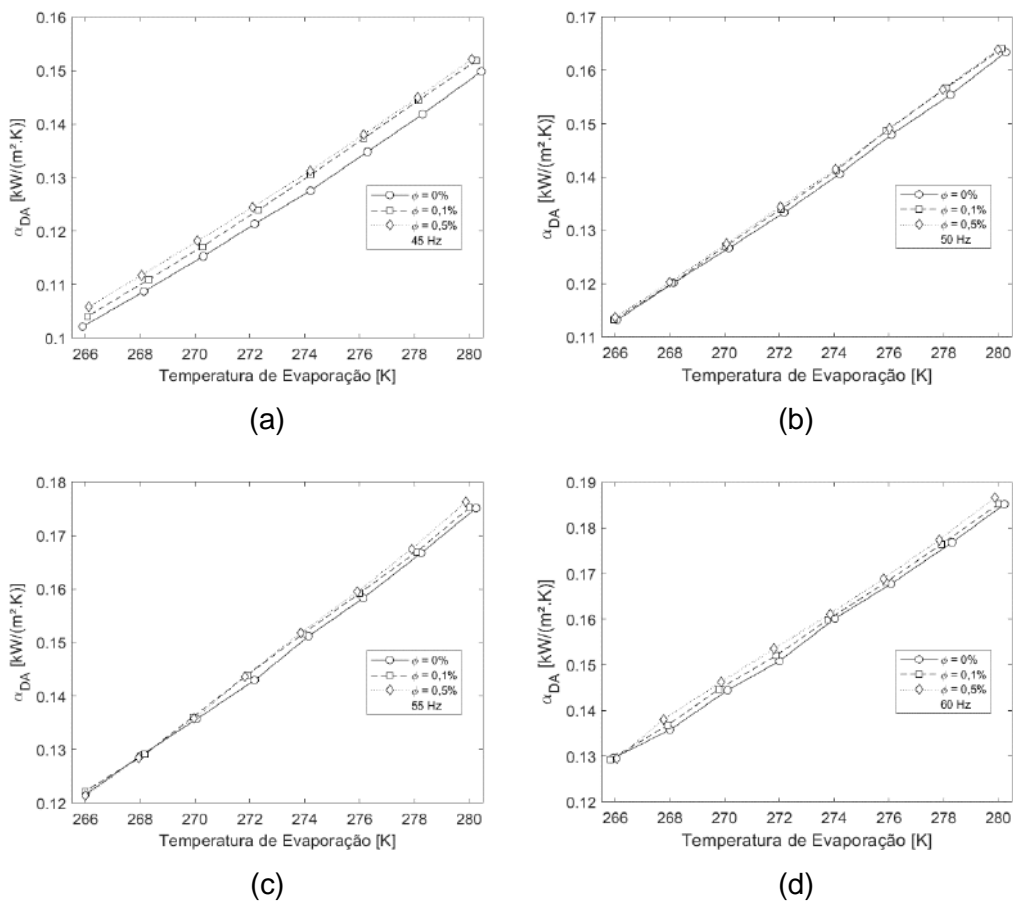 0.16
0.15
0.14
0.13
0.12
0.11
0.1
α_DA [kW/(m².K)]
266 268 270 272 274 276 278 280
Temperatura de Evaporação [K]
ϕ = 0%
ϕ = 0,1%
ϕ = 0,5%
45 Hz
(a)
0.17
0.16
0.15
0.14
0.13
0.12
0.11
α_DA [kW/(m².K)]
266 268 270 272 274 276 278 280
Temperatura de Evaporação [K]
ϕ = 0%
ϕ = 0,1%
ϕ = 0,5%
50 Hz
(b)
0.18
0.17
0.16
0.15
0.14
0.13
0.12
α_DA [kW/(m².K)]
266 268 270 272 274 276 278 280
Temperatura de Evaporação [K]
ϕ = 0%
ϕ = 0,1%
ϕ = 0,5%
55 Hz
(c)
0.19
0.18
0.17
0.16
0.15
0.14
0.13
0.12
α_DA [kW/(m².K)]
266 268 270 272 274 276 278 280
Temperatura de Evaporação [K]
ϕ = 0%
ϕ = 0,1%
ϕ = 0,5%
60 Hz
(d)